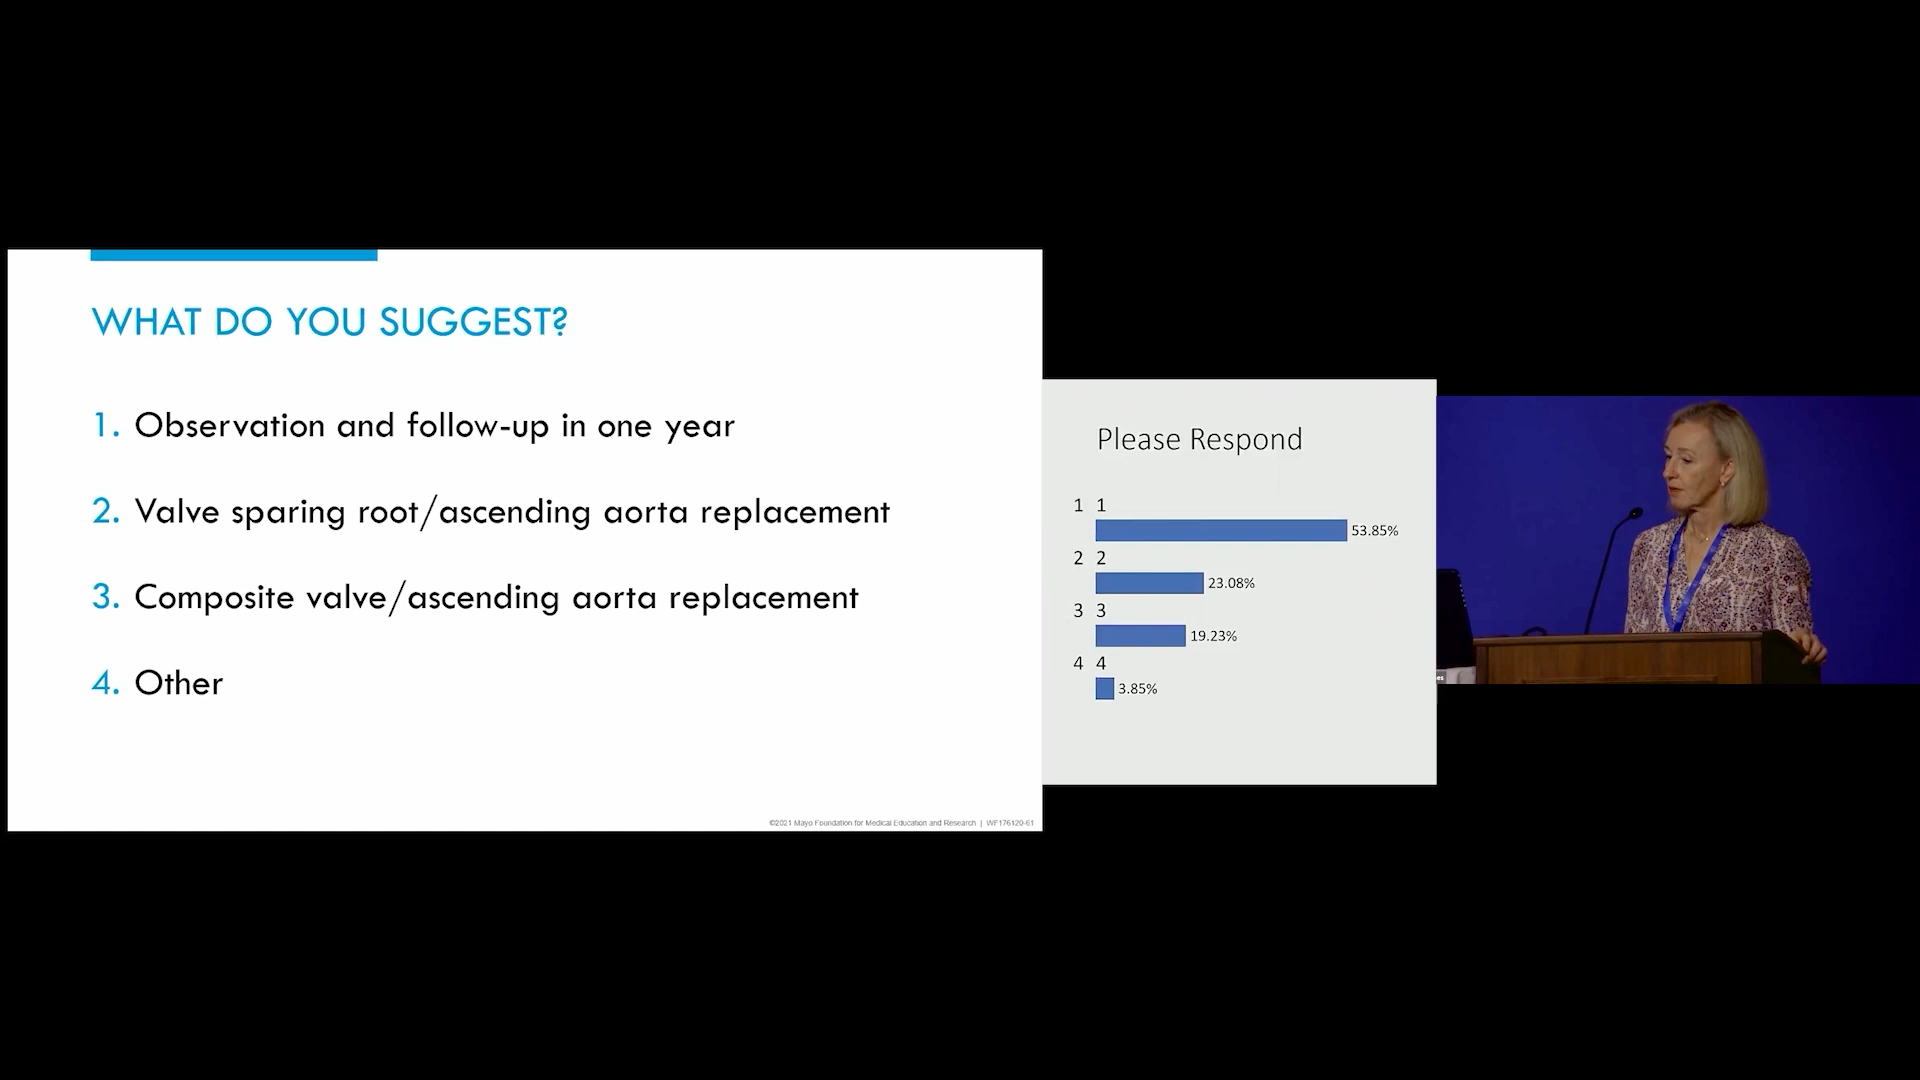 WHAT DO YOU SUGGEST?
1. Observation and follow-up in one year
2. Valve sparing root/ascending aorta replacement
3. Composite valve/ascending aorta replacement
4. Other
©2021 Mayo Foundation for Medical Education and Research | WF176120-61
Please Respond
1 1
53.85%
2 2
23.08%
3 3
19.23%
4 4
3.85%